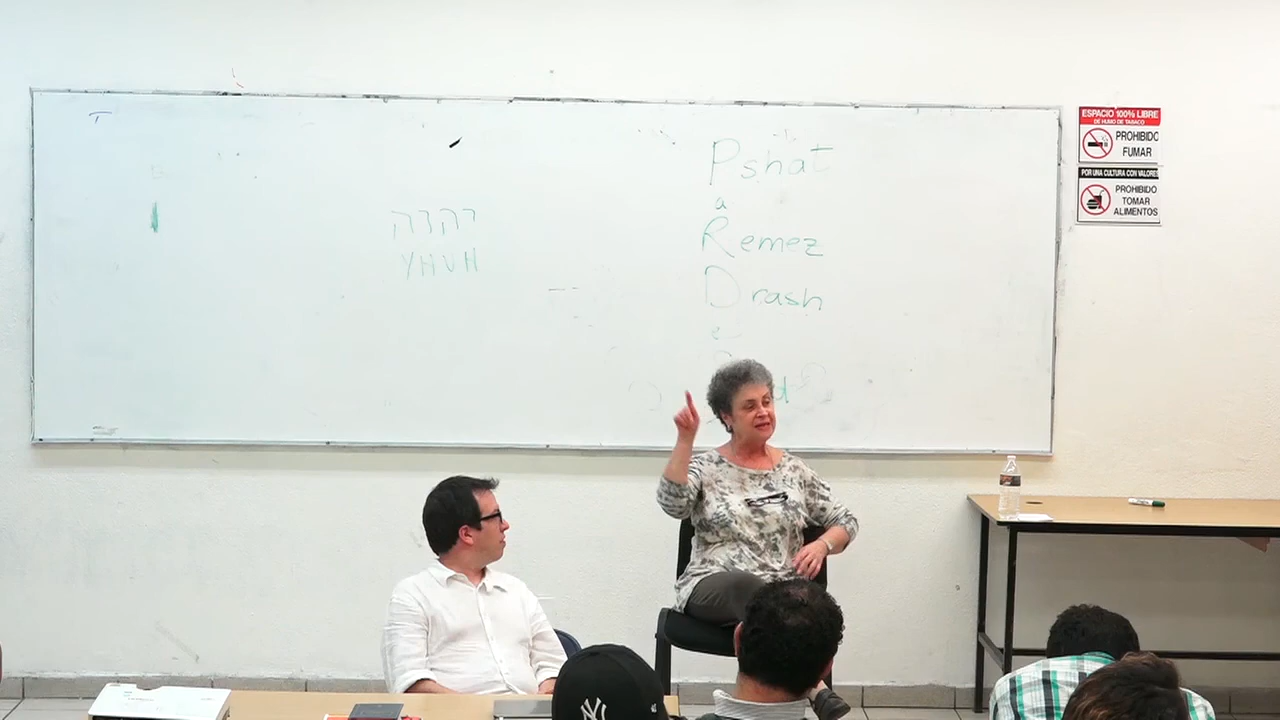 T
יהוה
YHVH
Pshat
a
Remez
Drash
e
d
ESPACIO 100% LIBRE
DE HUMO DE TABACO
PROHIBIDO
FUMAR
POR UNA CULTURA CON VALORES
PROHIBIDO
TOMAR
ALIMENTOS
NY